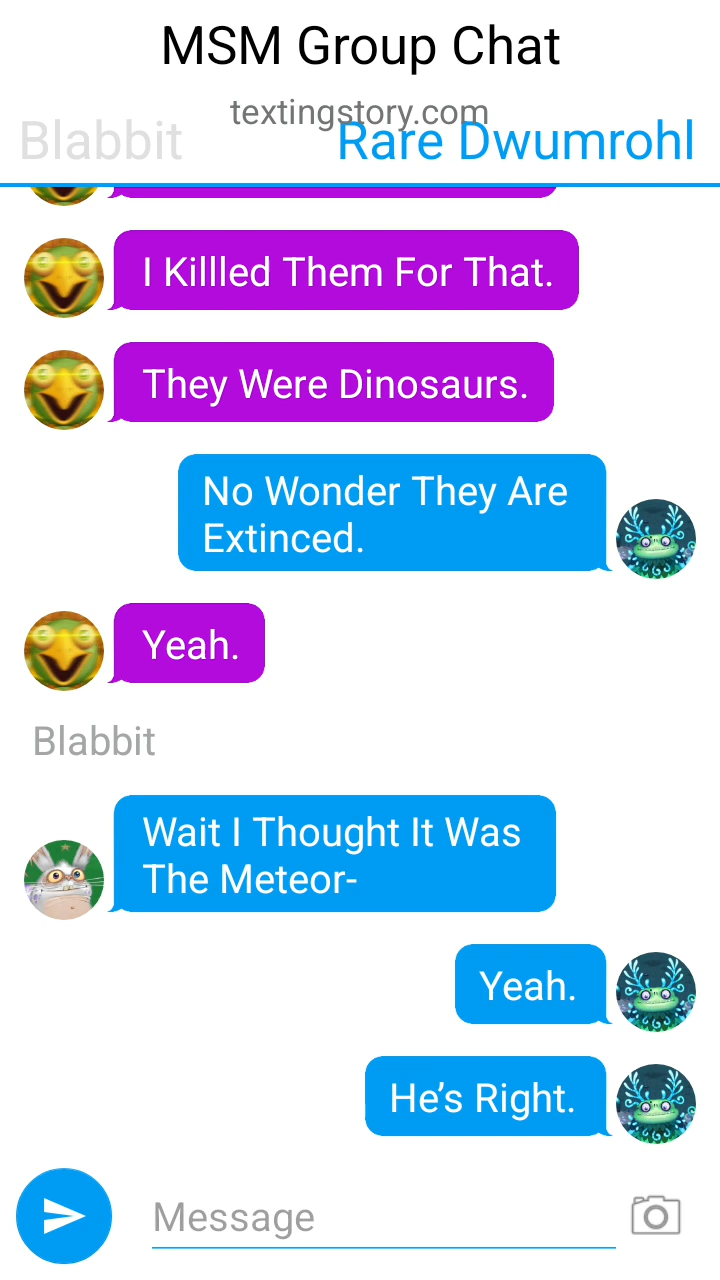 MSM Group Chat
textingstory.com
Blabbit
Rare Dwumrohl
I Killled Them For That.
They Were Dinosaurs.
No Wonder They Are
Extinced.
Yeah.
Blabbit
Wait I Thought It Was
The Meteor-
Yeah.
He’s Right.
Message